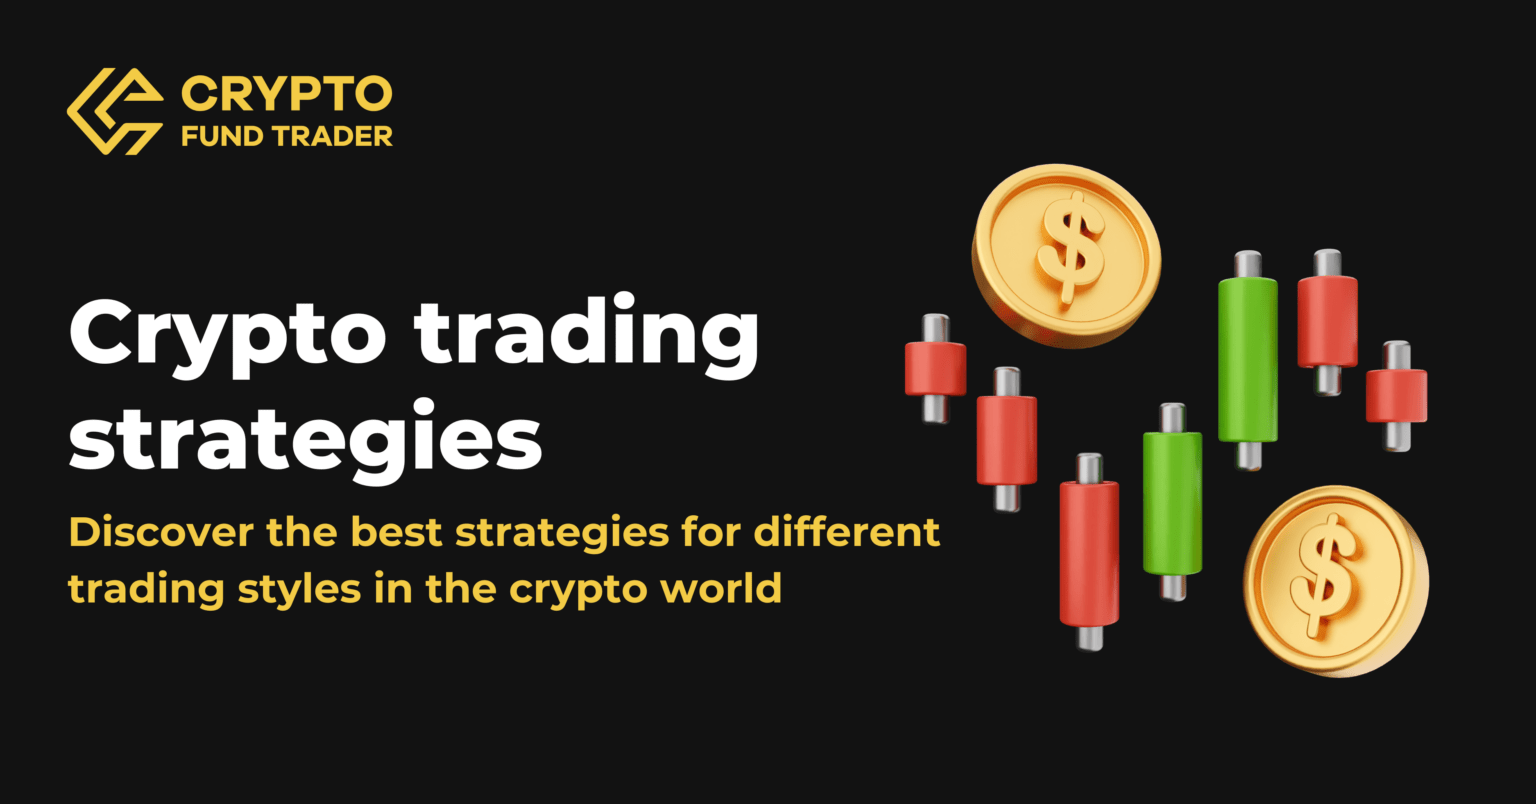 CRYPTO
FUND TRADER
Crypto trading
strategies
Discover the best strategies for different
trading styles in the crypto world
$
$